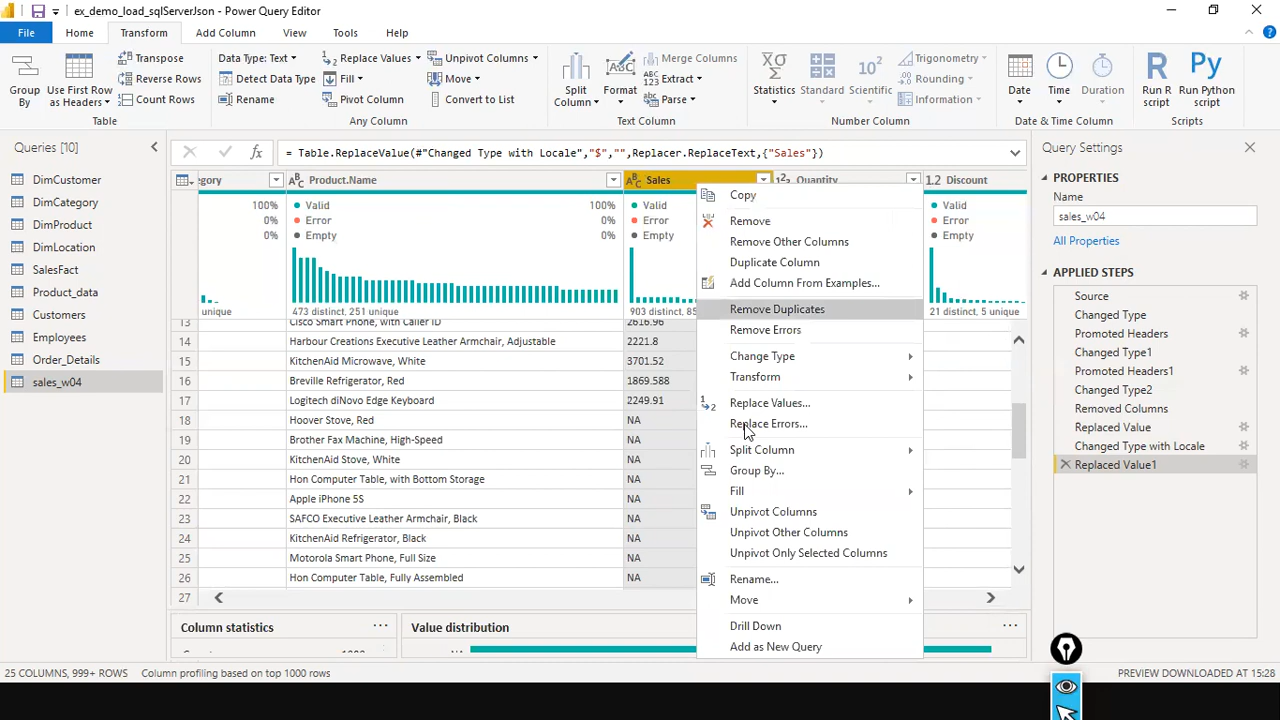 ex_demo_load_sqlServerJson - Power Query Editor
File Home Transform Add Column View Tools Help
Group By
Use First Row as Headers
Transpose
Reverse Rows
Count Rows
Table
Data Type: Text
Detect Data Type
Rename
Replace Values
Fill
Pivot Column
Unpivot Columns
Move
Convert to List
Any Column
Split Column
Format
Merge Columns
Extract
Parse
Text Column
Statistics
Standard
Scientific
Trigonometry
Rounding
Information
Number Column
Date
Time
Duration
Date & Time Column
Run R script
Run Python script
Scripts
Queries [10]
DimCustomer
DimCategory
DimProduct
DimLocation
SalesFact
Product_data
Customers
Employees
Order_Details
sales_w04
= Table.ReplaceValue(#"Changed Type with Locale","$","",Replacer.ReplaceText,{"Sales"})
gory Product.Name Sales Quantity 1.2 Discount
100% Valid 100% Valid Valid
0% Error 0% Error Error
0% Empty 0% Empty Empty
unique 473 distinct, 251 unique 903 distinct, 85 21 distinct, 5 unique
13 Cisco Smart Phone, with Caller ID 2616.96
14 Harbour Creations Executive Leather Armchair, Adjustable 2221.8
15 KitchenAid Microwave, White 3701.52
16 Breville Refrigerator, Red 1869.588
17 Logitech diNovo Edge Keyboard 2249.91
18 Hoover Stove, Red NA
19 Brother Fax Machine, High-Speed NA
20 KitchenAid Stove, White NA
21 Hon Computer Table, with Bottom Storage NA
22 Apple iPhone 5S NA
23 SAFCO Executive Leather Armchair, Black NA
24 KitchenAid Refrigerator, Black NA
25 Motorola Smart Phone, Full Size NA
26 Hon Computer Table, Fully Assembled NA
27
Copy
Remove
Remove Other Columns
Duplicate Column
Add Column From Examples...
Remove Duplicates
Remove Errors
Change Type
Transform
Replace Values...
Replace Errors...
Split Column
Group By...
Fill
Unpivot Columns
Unpivot Other Columns
Unpivot Only Selected Columns
Rename...
Move
Drill Down
Add as New Query
Column statistics
Value distribution
NA
Query Settings
PROPERTIES
Name
sales_w04
All Properties
APPLIED STEPS
Source
Changed Type
Promoted Headers
Changed Type1
Promoted Headers1
Changed Type2
Removed Columns
Replaced Value
Changed Type with Locale
Replaced Value1
25 COLUMNS, 999+ ROWS Column profiling based on top 1000 rows PREVIEW DOWNLOADED AT 15:28